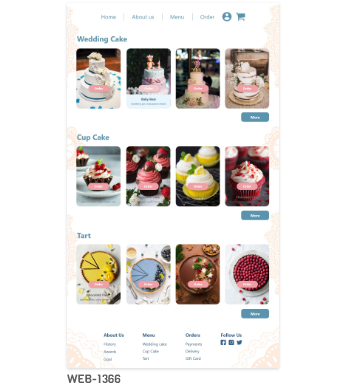 Home About us Menu Order
Wedding Cake
Order Order Order Order
Baby Born
More
Cup Cake
Order Order Order Order
More
Tart
Order Order Order Order
More
About Us Menu Orders Follow Us
History Wedding cake Payments
Awards Cup Cake Delivery
Goal Tart Gift Card
WEB-1366